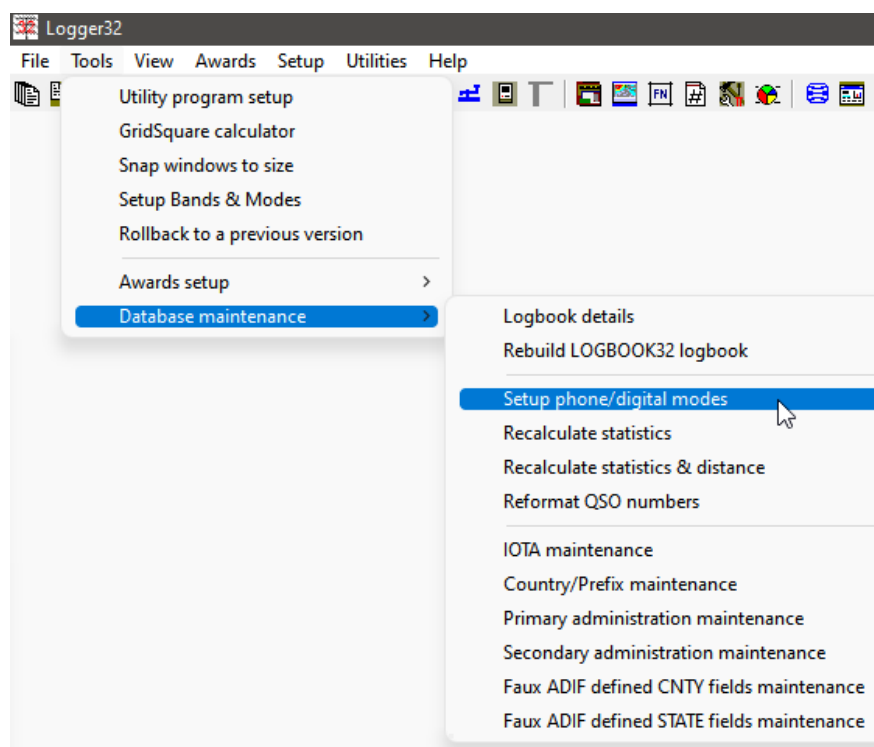 Logger32
File Tools View Awards Setup Utilities Help
FN #
Utility program setup
GridSquare calculator
Snap windows to size
Setup Bands & Modes
Rollback to a previous version
Awards setup
Database maintenance
Logbook details
Rebuild LOGBOOK32 logbook
Setup phone/digital modes
Recalculate statistics
Recalculate statistics & distance
Reformat QSO numbers
IOTA maintenance
Country/Prefix maintenance
Primary administration maintenance
Secondary administration maintenance
Faux ADIF defined CNTY fields maintenance
Faux ADIF defined STATE fields maintenance